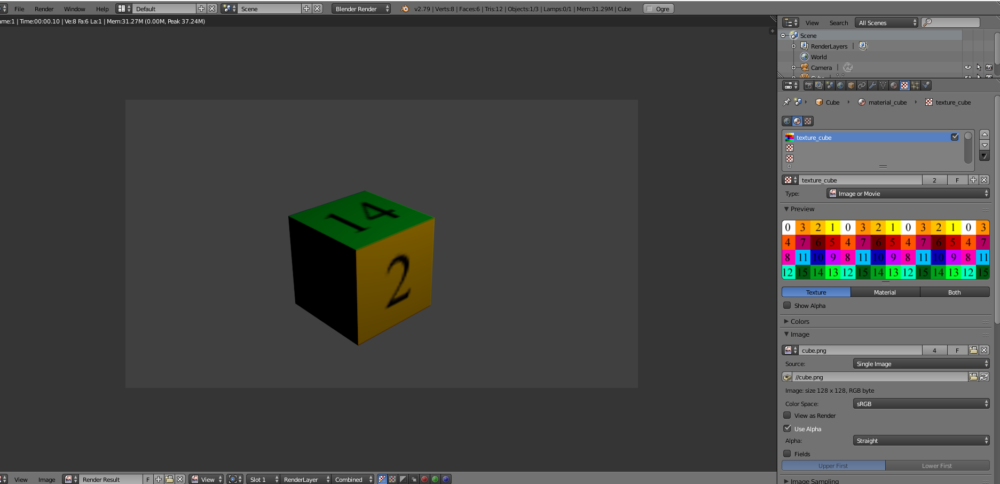 File Render Window Help Default Scene Blender Render v2.79 | Verts:8 | Faces:6 | Tris:12 | Objects:1/3 | Lamps:0/1 | Mem:31.29M | Cube Ogre
ame:1 | Time:00:00.10 | Ve:8 Fa:6 La:1 | Mem:31.27M (0.00M, Peak 37.24M)
View Search All Scenes
Scene
RenderLayers |
World
Camera |
Cube
Cube material_cube texture_cube
texture_cube
texture_cube 2 F
Type: Image or Movie
Preview
0 3 2 1 0 3 2 1 0 3 2 1 0 3
4 7 6 5 4 7 6 5 4 7 6 5 4 7
8 11 10 9 8 11 10 9 8 11 10 9 8 11
12 15 14 13 12 15 14 13 12 15 14 13 12 15
Texture Material Both
Show Alpha
Colors
Image
cube.png 4 F
Source: Single Image
//cube.png
Image: size 128 x 128, RGB byte
Color Space: sRGB
View as Render
Use Alpha
Alpha: Straight
Fields
Upper First Lower First
Image Sampling
14
2
View Image Render Result F View Slot 1 RenderLayer Combined